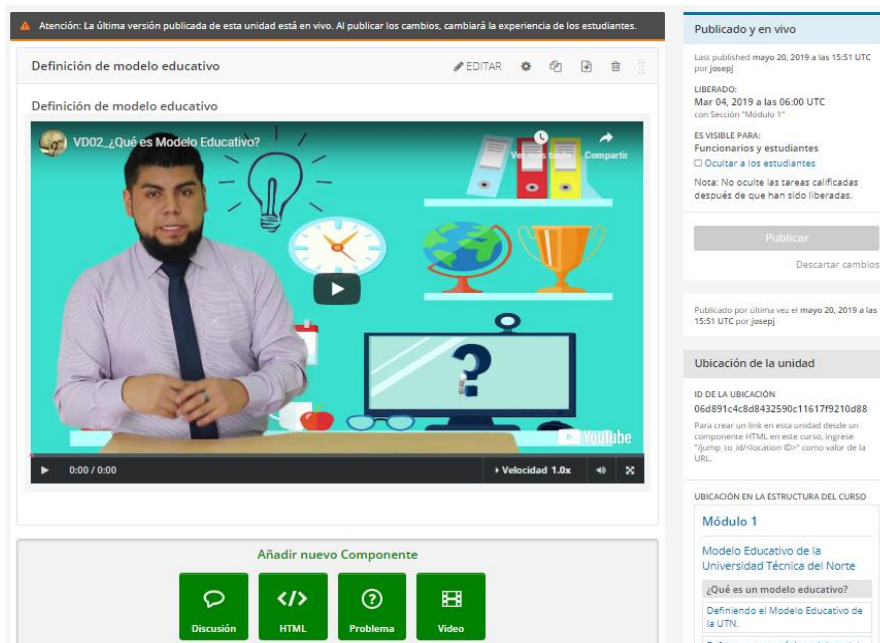 Atención: La última versión publicada de esta unidad está en vivo. Al publicar los cambios, cambiará la experiencia de los estudiantes.
Definición de modelo educativo
EDITAR
Definición de modelo educativo
VD02_¿Qué es Modelo Educativo?
Ver más tarde
Compartir
?
YouTube
0:00 / 0:00
Velocidad 1.0x
Añadir nuevo Componente
</>
?
Discusión
HTML
Problema
Video
Publicado y en vivo
Last published mayo 20, 2019 a las 15:51 UTC
por josepj
LIBERADO:
Mar 04, 2019 a las 06:00 UTC
con Sección "Módulo 1"
ES VISIBLE PARA:
Funcionarios y estudiantes
Ocultar a los estudiantes
Nota: No oculte las tareas calificadas
después de que han sido liberadas.
Publicar
Descartar cambios
Publicado por última vez el mayo 20, 2019 a las
15:51 UTC por josepj
Ubicación de la unidad
ID DE LA UBICACIÓN
06d891c4c8d8432590c11617f9210d88
Para crear un link en esta unidad desde un
componente HTML en este curso, ingrese
"/jump_to_id/<location ID>" como valor de la
URL.
UBICACIÓN EN LA ESTRUCTURA DEL CURSO
Módulo 1
Modelo Educativo de la
Universidad Técnica del Norte
¿Qué es un modelo educativo?
Definiendo el Modelo Educativo de
la UTN.